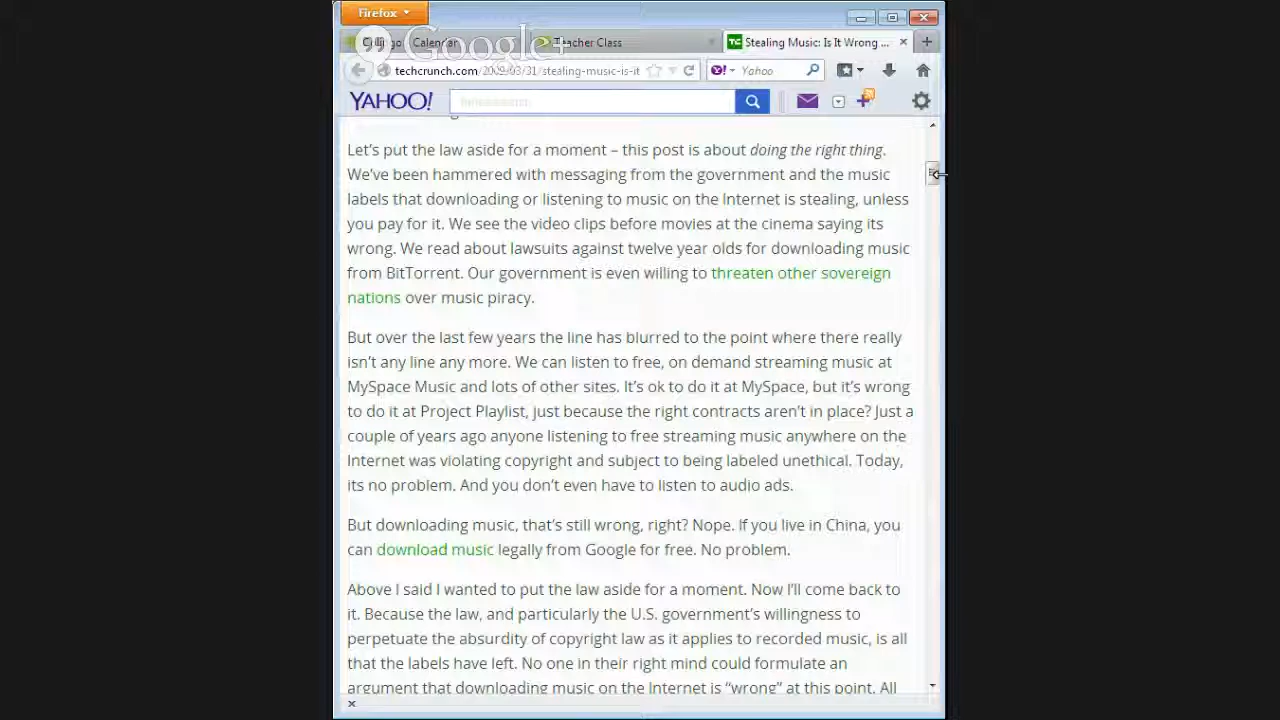 Firefox
Google+
Calendar
Teacher Class
Stealing Music: Is It Wrong ...
techcrunch.com/2009/03/31/stealing-music-is-it
Yahoo
YAHOO!
Let's put the law aside for a moment – this post is about doing the right thing.
We've been hammered with messaging from the government and the music
labels that downloading or listening to music on the Internet is stealing, unless
you pay for it. We see the video clips before movies at the cinema saying its
wrong. We read about lawsuits against twelve year olds for downloading music
from BitTorrent. Our government is even willing to threaten other sovereign
nations over music piracy.
But over the last few years the line has blurred to the point where there really
isn't any line any more. We can listen to free, on demand streaming music at
MySpace Music and lots of other sites. It's ok to do it at MySpace, but it's wrong
to do it at Project Playlist, just because the right contracts aren't in place? Just a
couple of years ago anyone listening to free streaming music anywhere on the
Internet was violating copyright and subject to being labeled unethical. Today,
its no problem. And you don't even have to listen to audio ads.
But downloading music, that's still wrong, right? Nope. If you live in China, you
can download music legally from Google for free. No problem.
Above I said I wanted to put the law aside for a moment. Now I'll come back to
it. Because the law, and particularly the U.S. government's willingness to
perpetuate the absurdity of copyright law as it applies to recorded music, is all
that the labels have left. No one in their right mind could formulate an
argument that downloading music on the Internet is “wrong” at this point. All